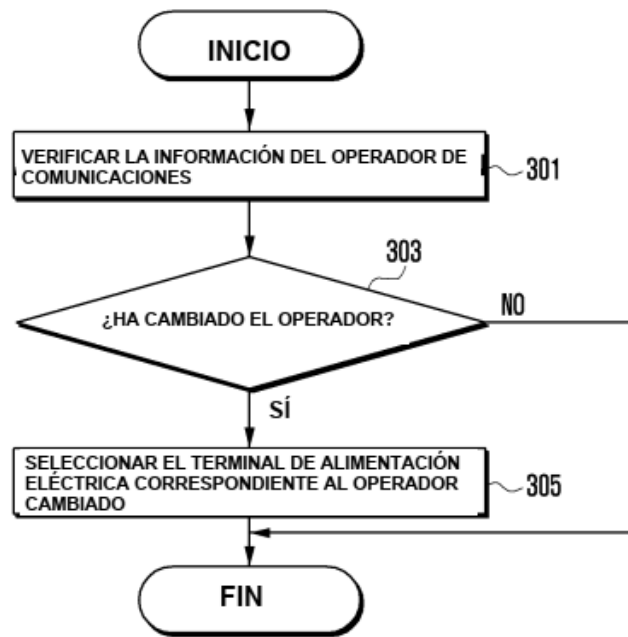 INICIO
VERIFICAR LA INFORMACIÓN DEL OPERADOR DE
COMUNICACIONES
301
303
¿HA CAMBIADO EL OPERADOR?
NO
SÍ
SELECCIONAR EL TERMINAL DE ALIMENTACIÓN
ELÉCTRICA CORRESPONDIENTE AL OPERADOR
CAMBIADO
305
FIN